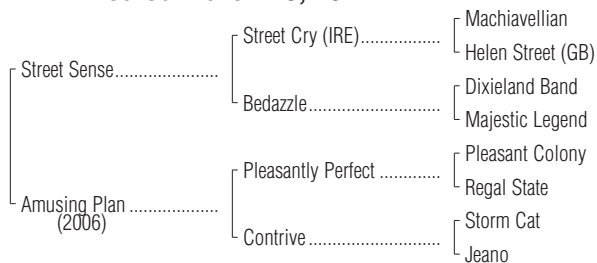 Machiavellian
Street Cry (IRE)....................
Helen Street (GB)
Street Sense.........................
Dixieland Band
Bedazzle................................
Majestic Legend
Pleasant Colony
Pleasantly Perfect ...............
Regal State
Amusing Plan .....................
(2006)
Storm Cat
Contrive................................
Jeano